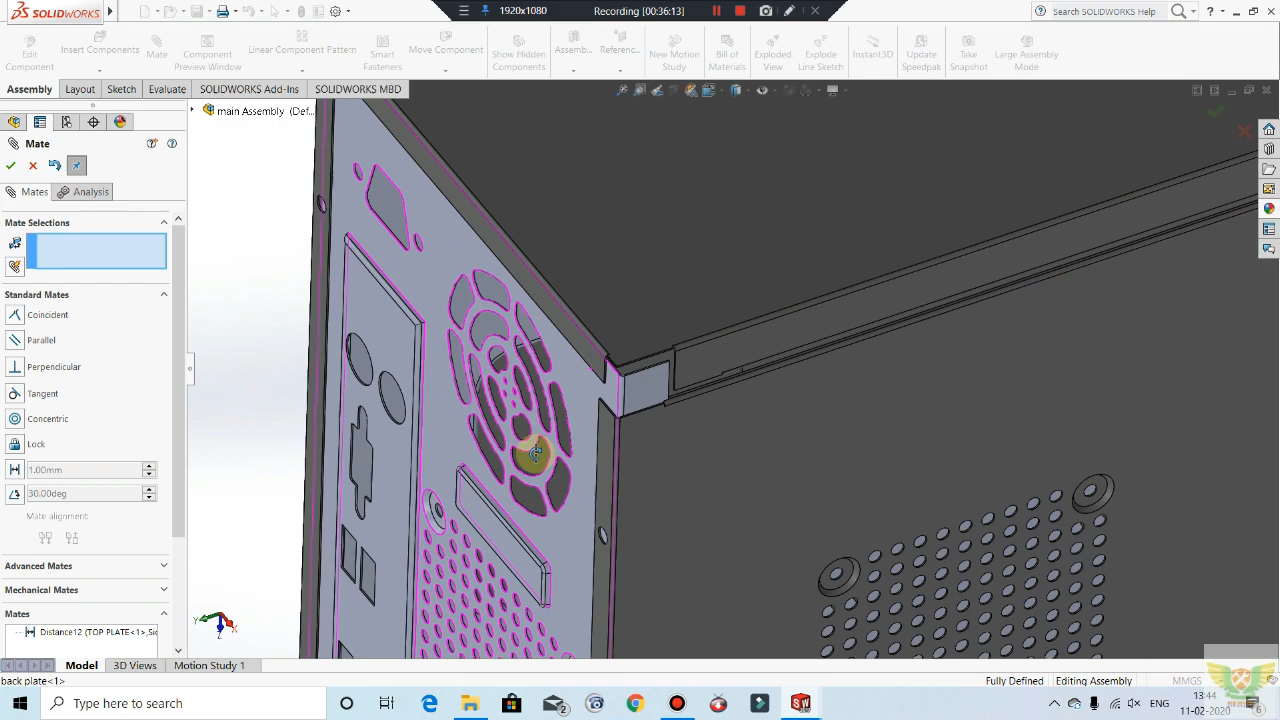 1920x1080
Recording [00:36:13]
SOLIDWORKS
Search SOLIDWORKS Help
Edit Component
Insert Components
Mate
Component Preview Window
Linear Component Pattern
Smart Fasteners
Move Component
Show Hidden Components
Assemb...
Referenc...
New Motion Study
Bill of Materials
Exploded View
Explode Line Sketch
Instant3D
Update Speedpak
Take Snapshot
Large Assembly Mode
Assembly
Layout
Sketch
Evaluate
SOLIDWORKS Add-Ins
SOLIDWORKS MBD
main Assembly (Def...
Mate
Mates
Analysis
Mate Selections
Standard Mates
Coincident
Parallel
Perpendicular
Tangent
Concentric
Lock
1.00mm
30.00deg
Mate alignment:
Advanced Mates
Mechanical Mates
Mates
Distance12 (TOP PLATE<1>,Sid
Y
X
Z
Model
3D Views
Motion Study 1
back plate<1>
Fully Defined
Editing Assembly
MMGS
Type here to search
2
ENG
13:44
11-02-2020
6